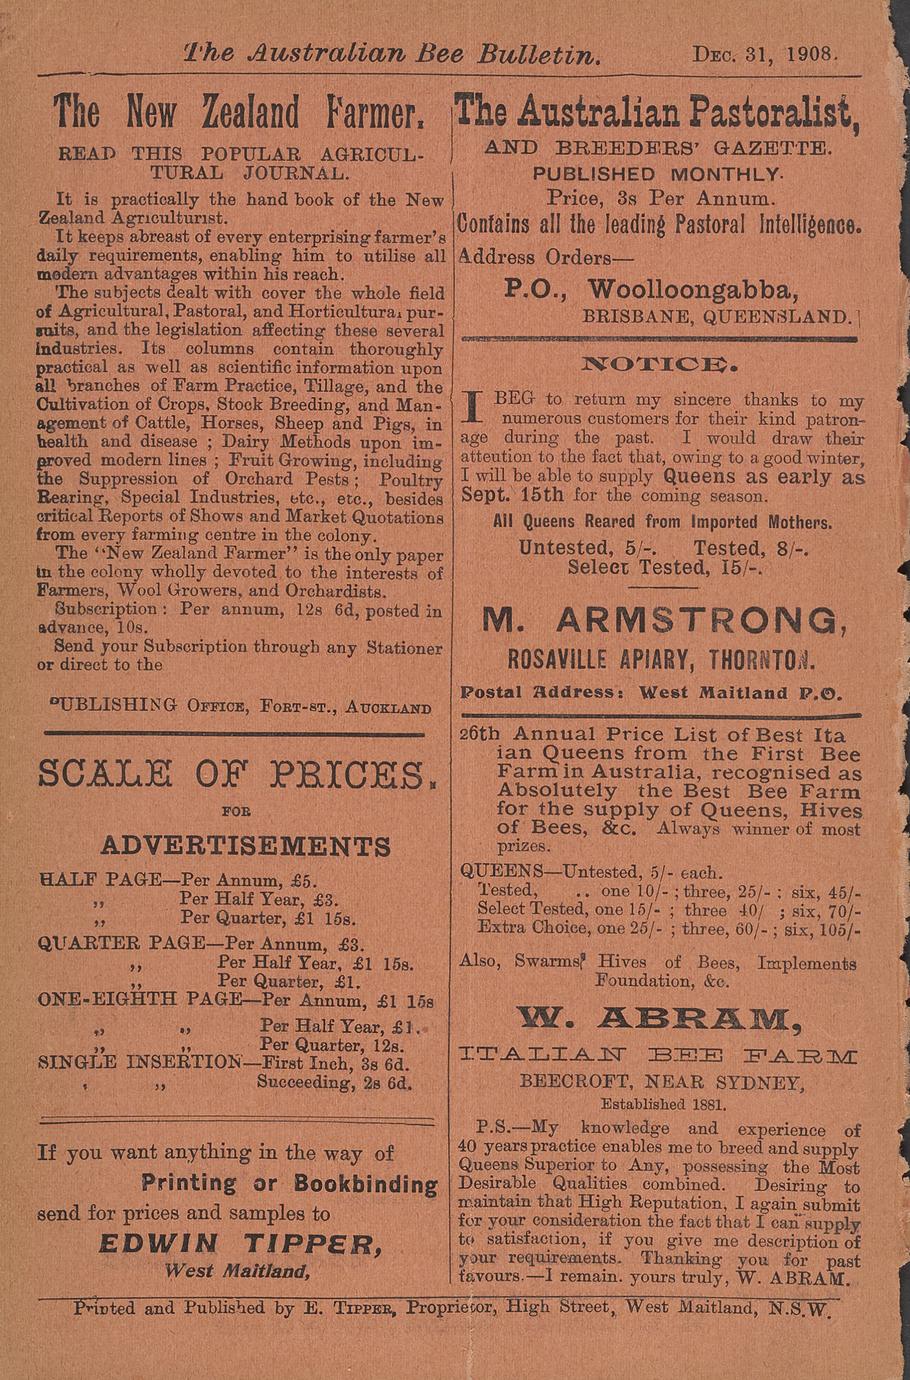 The Australian Bee Bulletin. DEC. 31, 1908.
The New Zealand Farmer.
READ THIS POPULAR AGRICUL-
TURAL JOURNAL.
It is practically the hand book of the New
Zealand Agriculturist.
It keeps abreast of every enterprising farmer's
daily requirements, enabling him to utilise all
modern advantages within his reach.
The subjects dealt with cover the whole field
of Agricultural, Pastoral, and Horticultural pur-
suits, and the legislation affecting these several
industries. Its columns contain thoroughly
practical as well as scientific information upon
all branches of Farm Practice, Tillage, and the
Cultivation of Crops, Stock Breeding, and Man-
agement of Cattle, Horses, Sheep and Pigs, in
health and disease ; Dairy Methods upon im-
proved modern lines ; Fruit Growing, including
the Suppression of Orchard Pests ; Poultry
Rearing, Special Industries, etc., etc., besides
critical Reports of Shows and Market Quotations
from every farming centre in the colony.
The "New Zealand Farmer" is the only paper
in the colony wholly devoted to the interests of
Farmers, Wool Growers, and Orchardists.
Subscription : Per annum, 12s 6d, posted in
advance, 10s.
Send your Subscription through any Stationer
or direct to the
PUBLISHING OFFICE, FORT-ST., AUCKLAND
SCALE OF PRICES.
FOR
ADVERTISEMENTS
HALF PAGE—Per Annum, £5.
,, Per Half Year, £3.
,, Per Quarter, £1 15s.
QUARTER PAGE—Per Annum, £3.
,, Per Half Year, £1 15s.
,, Per Quarter, £1.
ONE-EIGHTH PAGE—Per Annum, £1 15s
,, ,, Per Half Year, £1.
,, ,, Per Quarter, 12s.
SINGLE INSERTION—First Inch, 3s 6d.
, ,, Succeeding, 2s 6d.
If you want anything in the way of
Printing or Bookbinding
send for prices and samples to
EDWIN TIPPER,
West Maitland,
The Australian Pastoralist,
AND BREEDERS' GAZETTE.
PUBLISHED MONTHLY.
Price, 3s Per Annum.
Contains all the leading Pastoral Intelligence.
Address Orders—
P.O., Woolloongabba,
BRISBANE, QUEENSLAND.
NOTICE.
I BEG to return my sincere thanks to my
numerous customers for their kind patron-
age during the past. I would draw their
attention to the fact that, owing to a good winter,
I will be able to supply Queens as early as
Sept. 15th for the coming season.
All Queens Reared from Imported Mothers.
Untested, 5/-. Tested, 8/-.
Select Tested, 15/-.
M. ARMSTRONG,
ROSAVILLE APIARY, THORNTON.
Postal Address: West Maitland P.O.
26th Annual Price List of Best Ita
ian Queens from the First Bee
Farm in Australia, recognised as
Absolutely the Best Bee Farm
for the supply of Queens, Hives
of Bees, &c. Always winner of most
prizes.
QUEENS—Untested, 5/- each.
Tested, .. one 10/- ; three, 25/- ; six, 45/-
Select Tested, one 15/- ; three 40/ ; six, 70/-
Extra Choice, one 25/- ; three, 60/- ; six, 105/-
Also, Swarms, Hives of Bees, Implements
Foundation, &c.
W. ABRAM,
ITALIAN BEE FARM
BEECROFT, NEAR SYDNEY,
Established 1881.
P.S.—My knowledge and experience of
40 years practice enables me to breed and supply
Queens Superior to Any, possessing the Most
Desirable Qualities combined. Desiring to
maintain that High Reputation, I again submit
for your consideration the fact that I can supply
to satisfaction, if you give me description of
your requirements. Thanking you for past
favours.—I remain. yours truly, W. ABRAM.
Printed and Published by E. TIPPER, Proprietor, High Street, West Maitland, N.S.W.